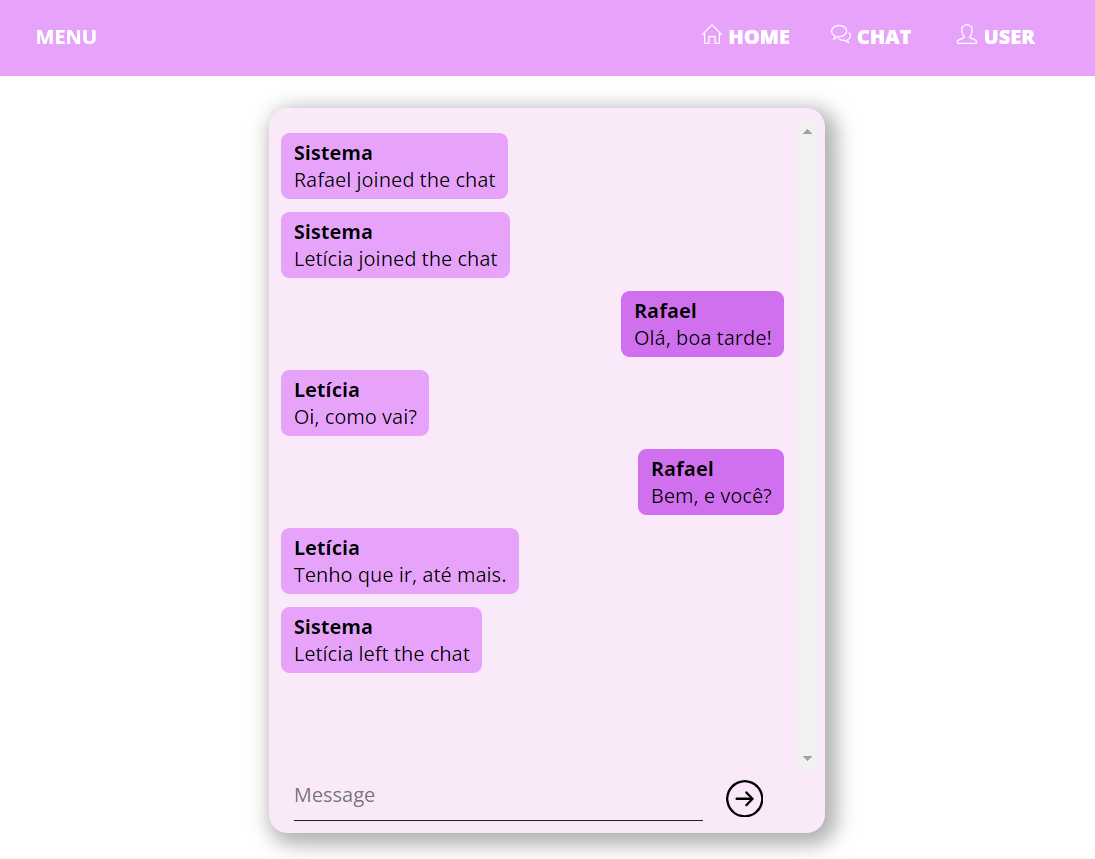 MENU HOME CHAT USER
Sistema
Rafael joined the chat
Sistema
Letícia joined the chat
Rafael
Olá, boa tarde!
Letícia
Oi, como vai?
Rafael
Bem, e você?
Letícia
Tenho que ir, até mais.
Sistema
Letícia left the chat
Message